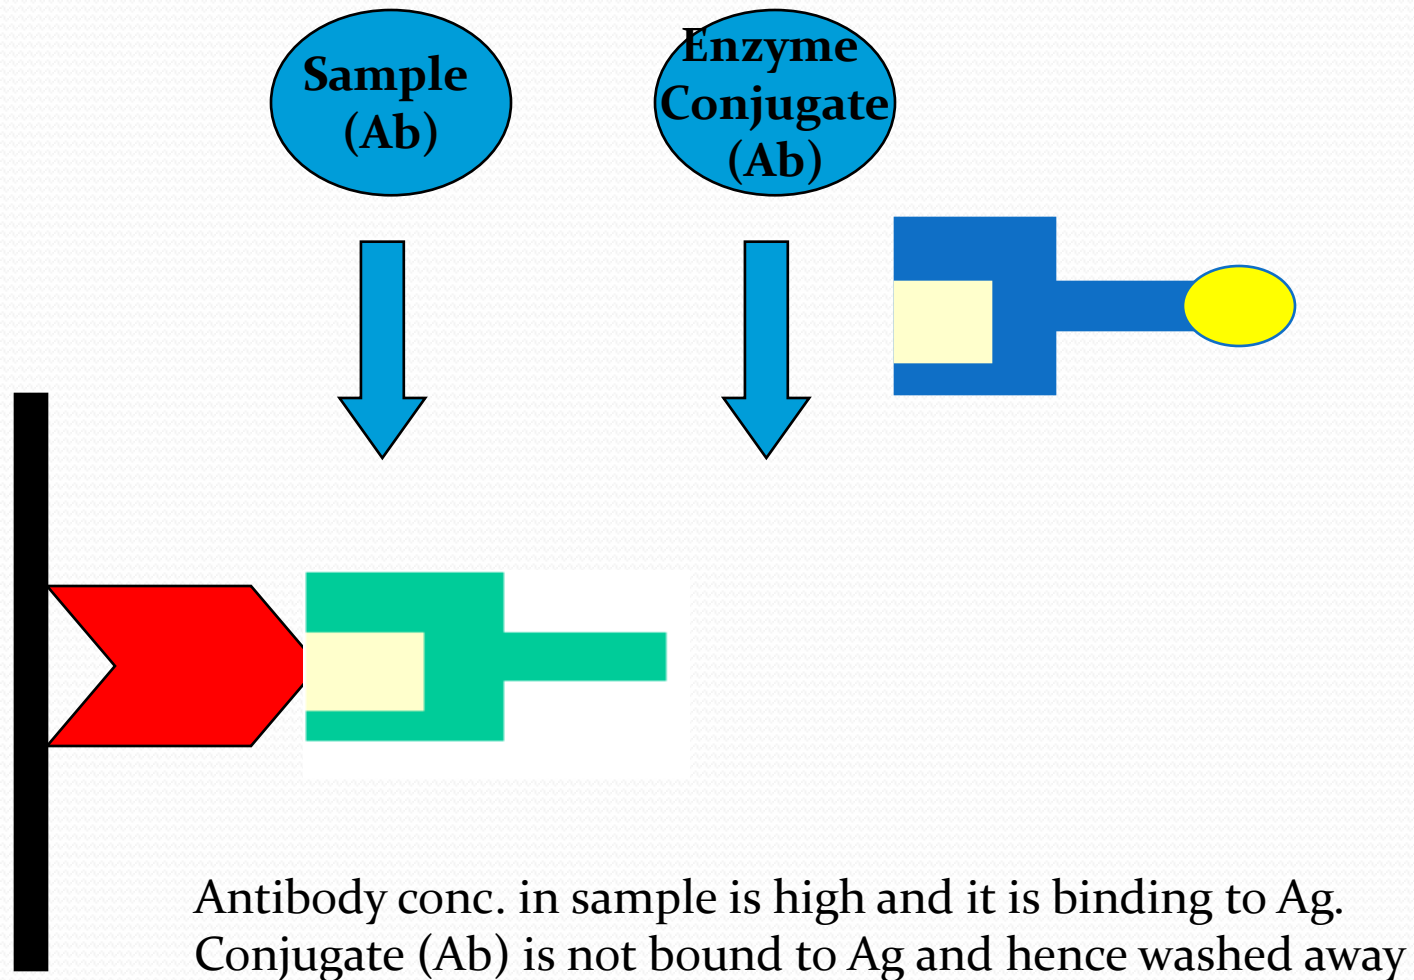 Sample
(Ab)
Enzyme
Conjugate
(Ab)
Antibody conc. in sample is high and it is binding to Ag.
Conjugate (Ab) is not bound to Ag and hence washed away